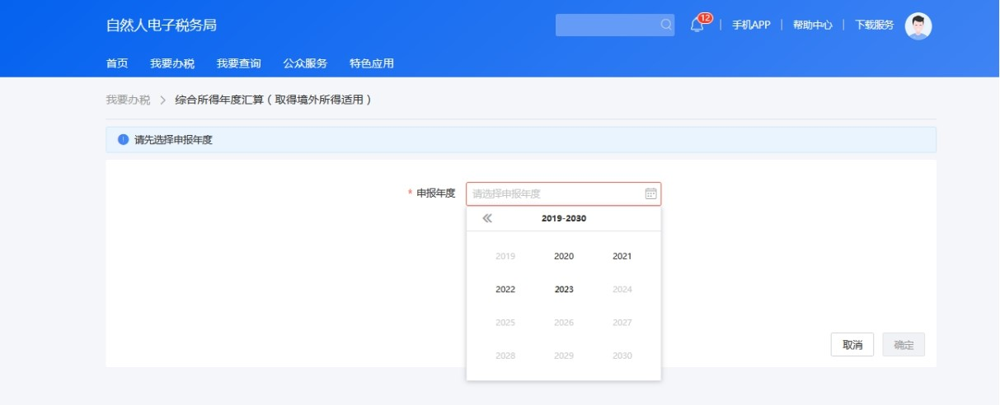 自然人电子税务局
12
手机APP | 帮助中心 | 下载服务
首页 我要办税 我要查询 公众服务 特色应用
我要办税 > 综合所得年度汇算（取得境外所得适用）
请先选择申报年度
* 申报年度 请选择申报年度
2019-2030
2019 2020 2021
2022 2023 2024
2025 2026 2027
2028 2029 2030
取消 确定